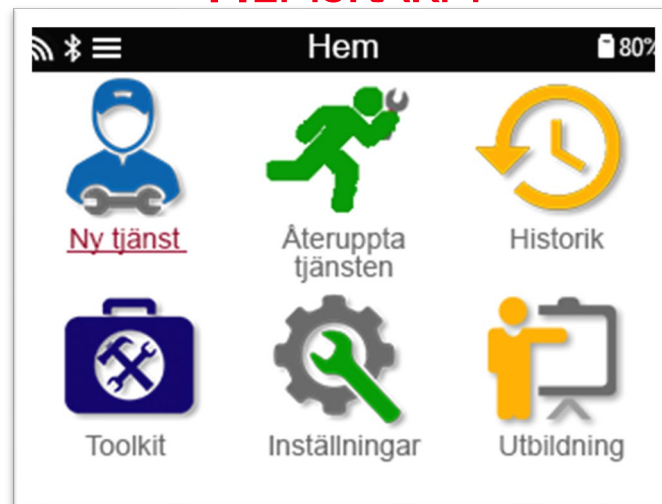 Hem
80%
Ny tjänst
Återuppta
tjänsten
Historik
Toolkit
Inställningar
Utbildning